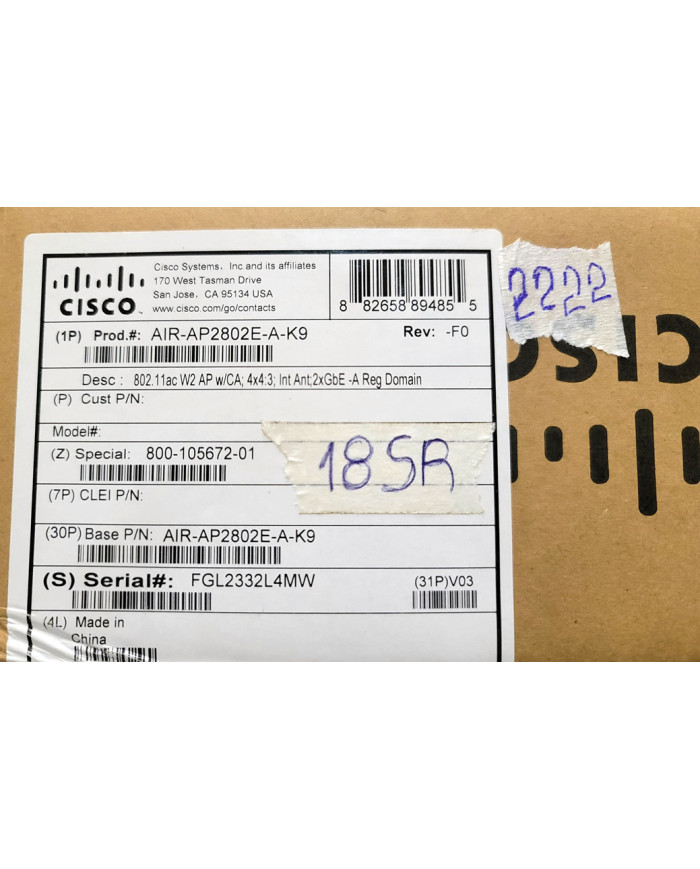 Cisco Systems, Inc.and its affiliates
170 West Tasman Drive
San Jose, CA 95134 USA
www.cisco.com/go/contacts
CISCO
8 82658 89485 5
2222
(1P) Prod.#: AIR-AP2802E-A-K9 Rev: -F0
Desc : 802.11ac W2 AP w/CA; 4x4:3; Int Ant;2xGbE -A Reg Domain
(P) Cust P/N:
Model#:
(Z) Special: 800-105672-01
18SR
(7P) CLEI P/N:
(30P) Base P/N: AIR-AP2802E-A-K9
(S) Serial#: FGL2332L4MW (31P)V03
(4L) Made in
China
CISC